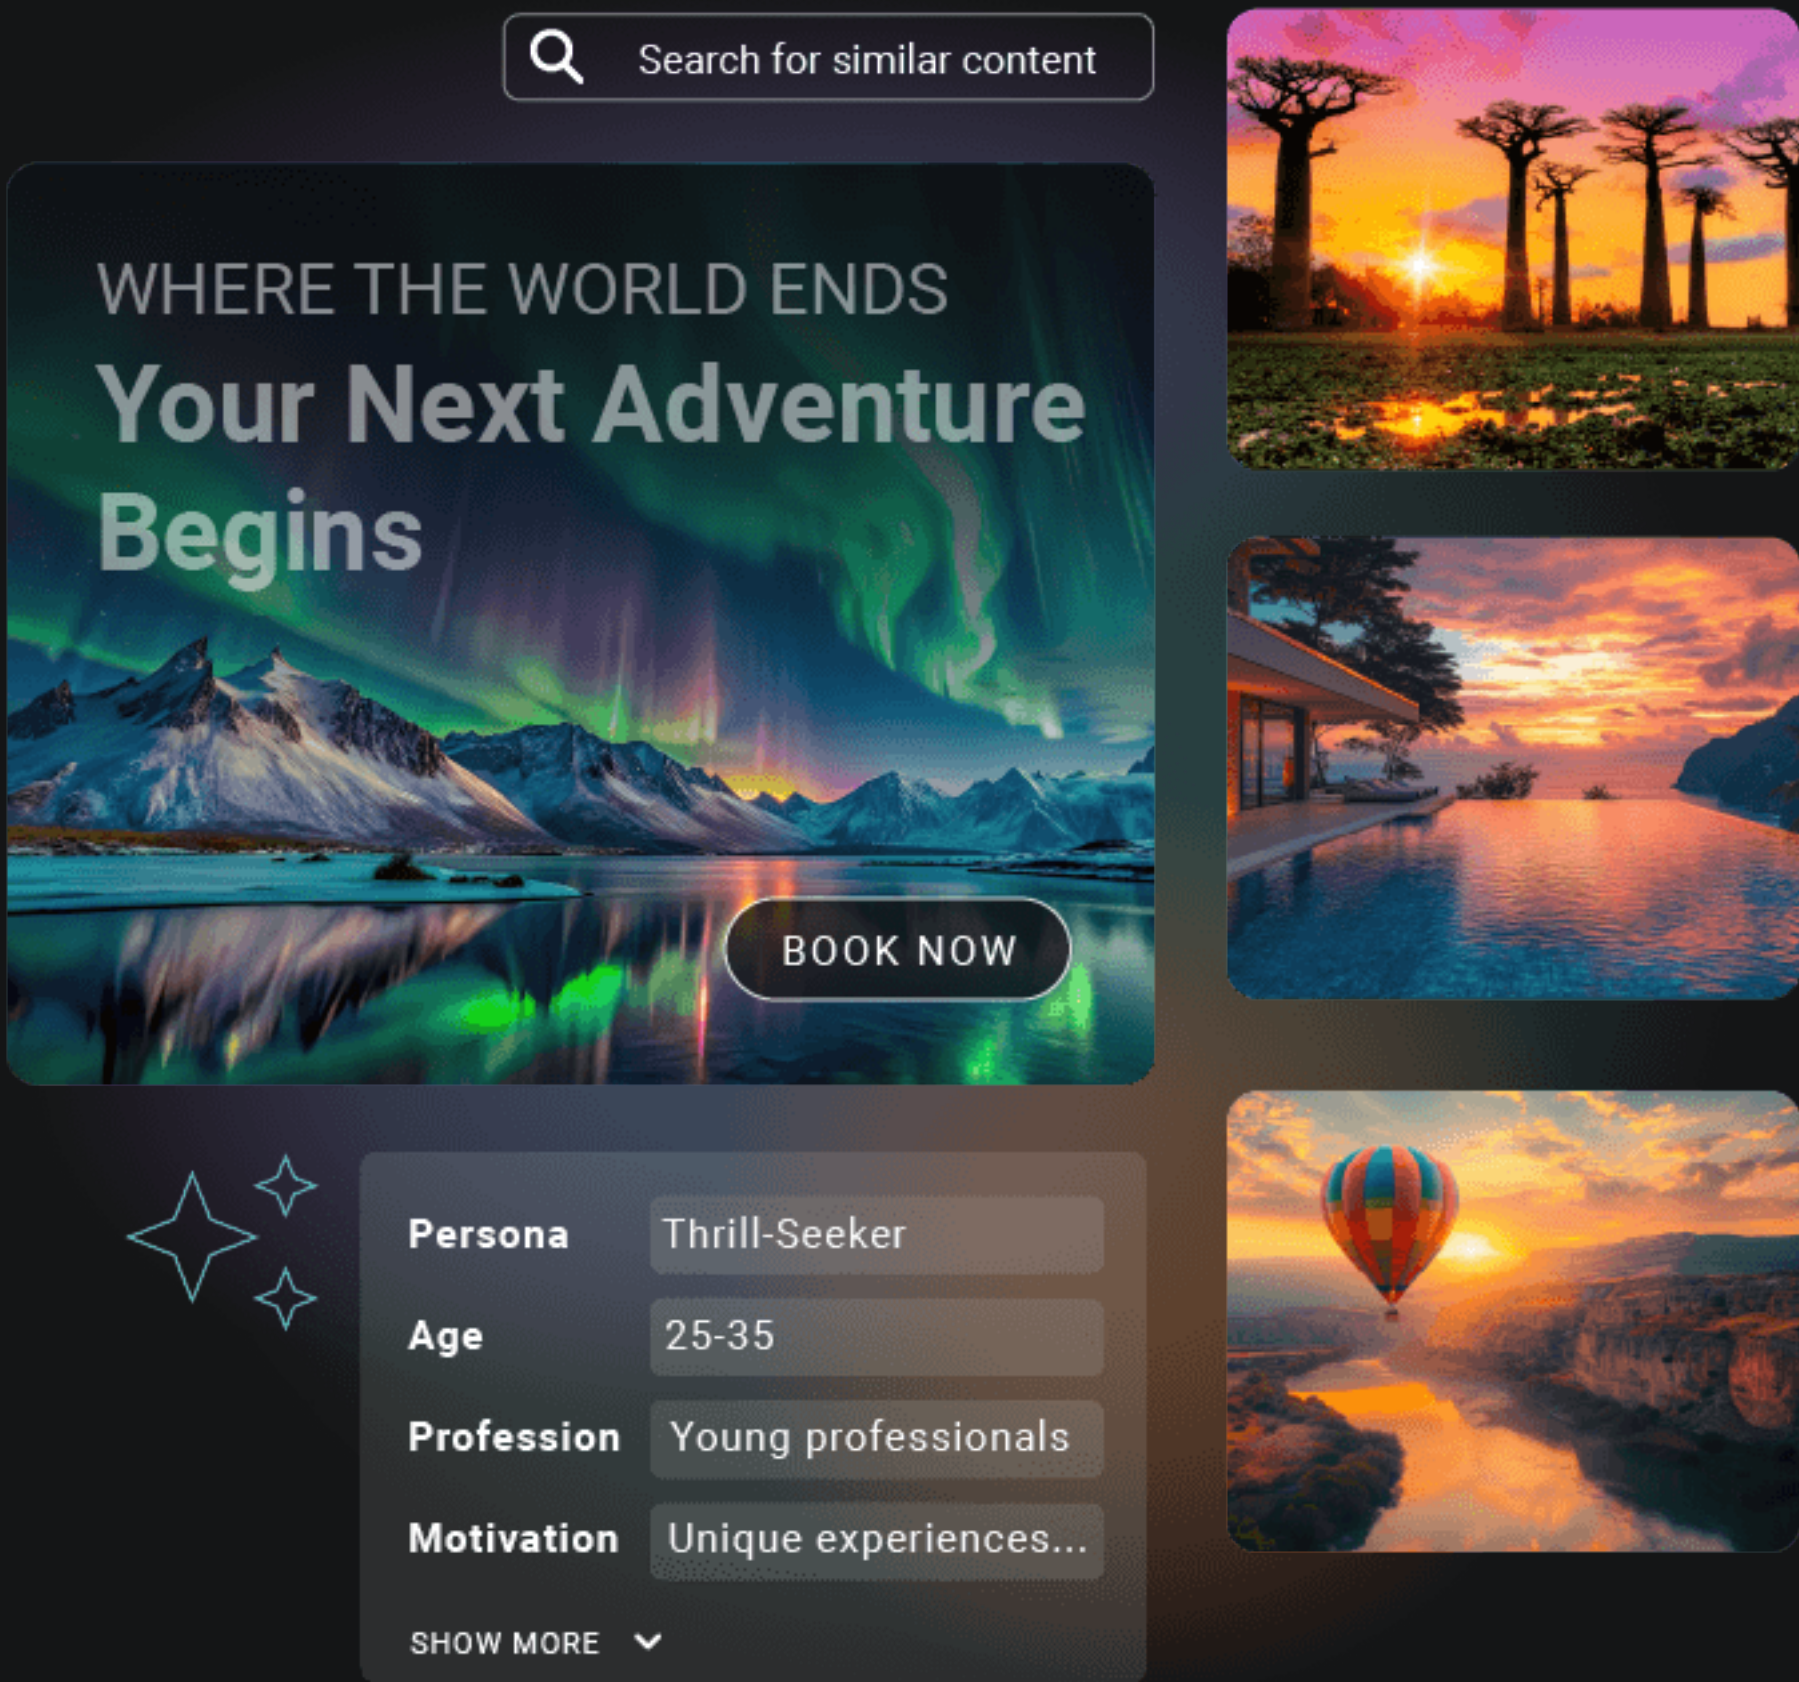 Search for similar content
WHERE THE WORLD ENDS
Your Next Adventure
Begins
BOOK NOW
Persona Thrill-Seeker
Age 25-35
Profession Young professionals
Motivation Unique experiences...
SHOW MORE